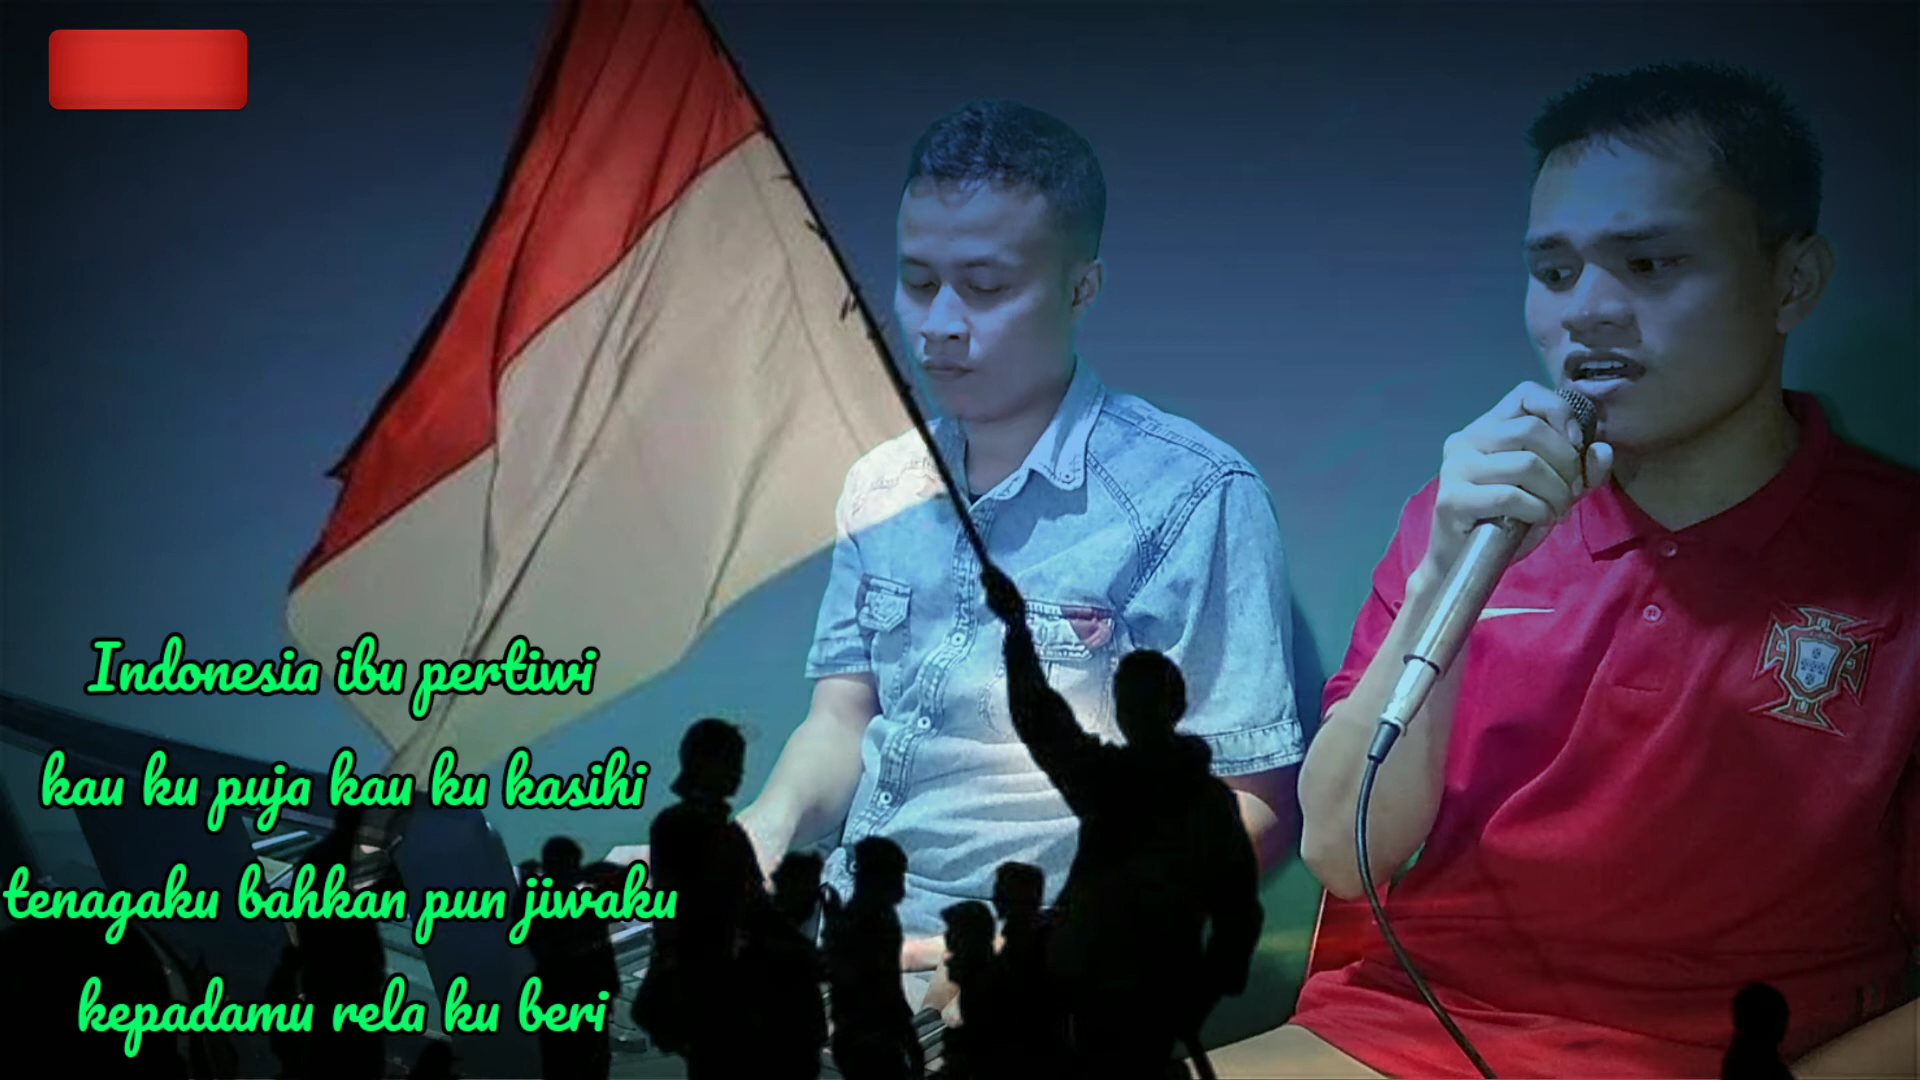 Indonesia ibu pertiwi
kau ku puja kau ku kasihi
tenagaku bahkan pun jiwaku
kepadamu rela ku beri